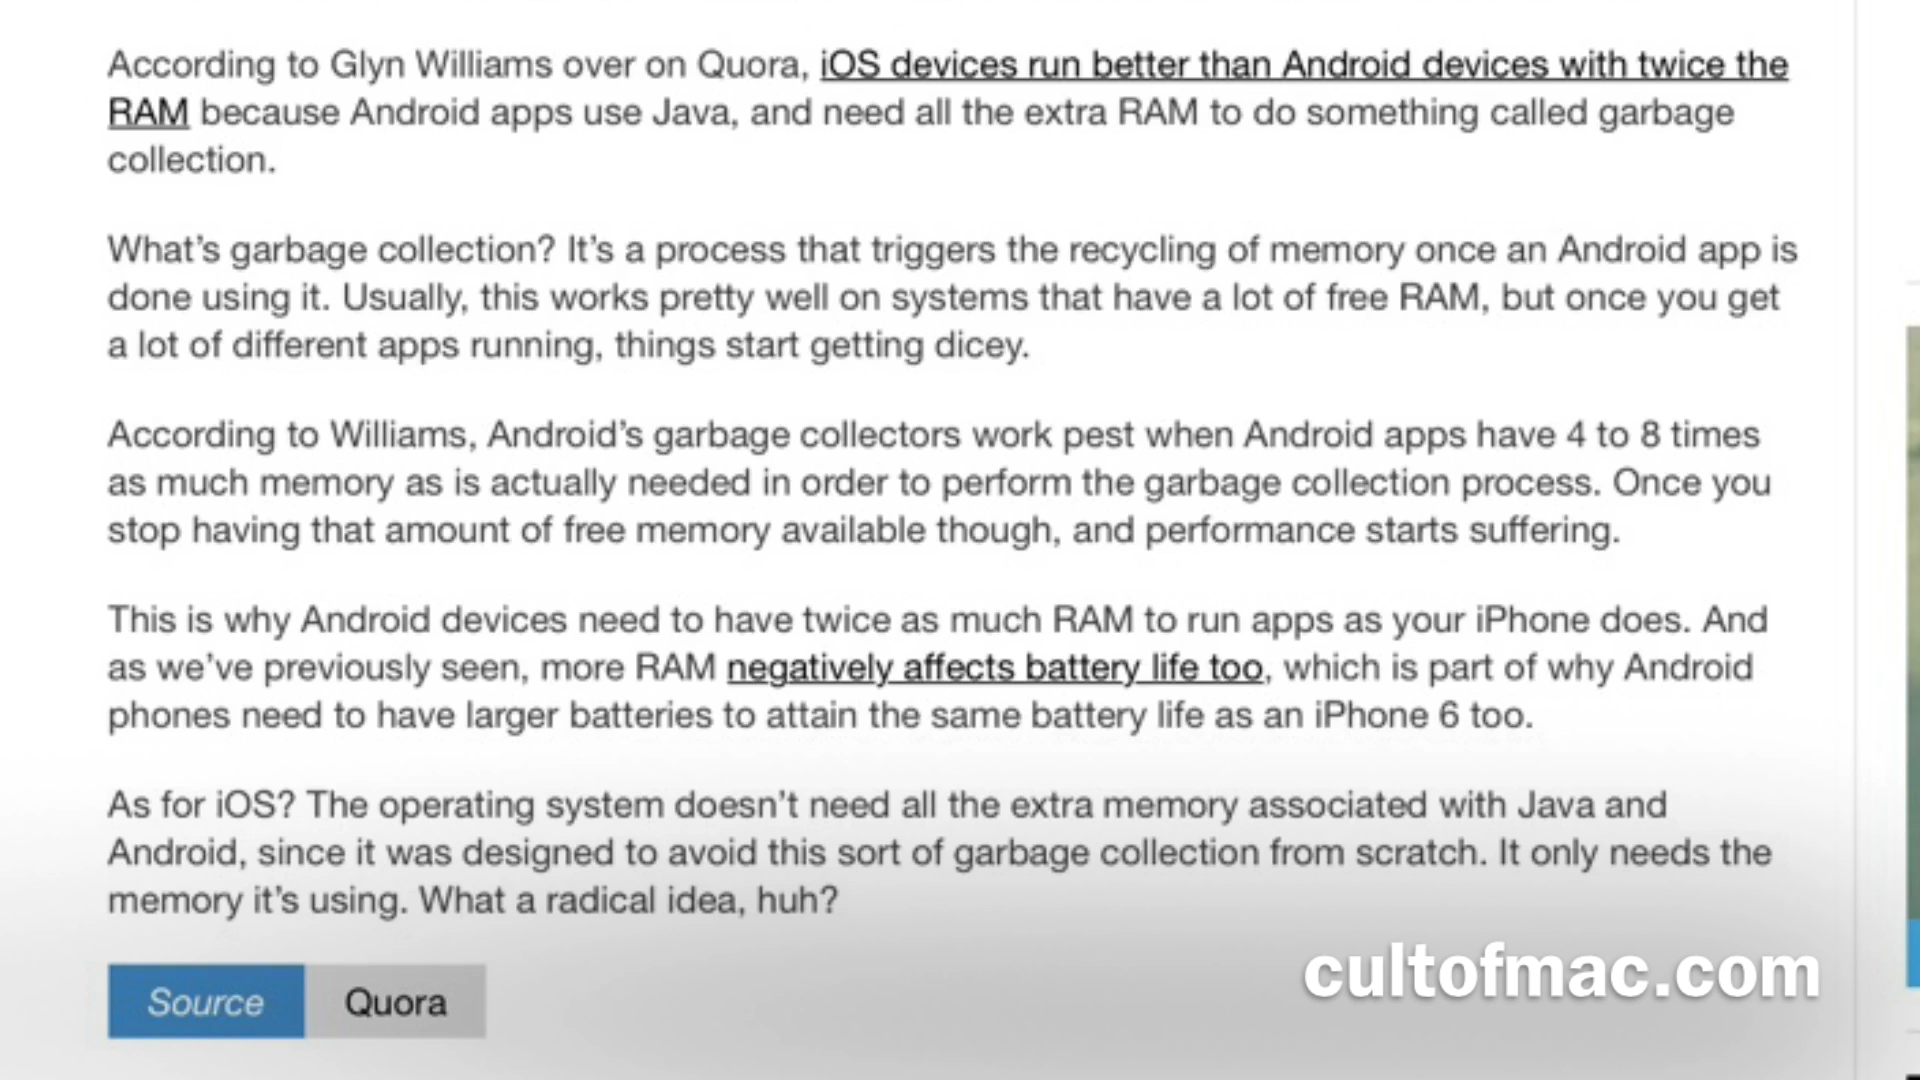 According to Glyn Williams over on Quora, iOS devices run better than Android devices with twice the
RAM because Android apps use Java, and need all the extra RAM to do something called garbage
collection.
What's garbage collection? It's a process that triggers the recycling of memory once an Android app is
done using it. Usually, this works pretty well on systems that have a lot of free RAM, but once you get
a lot of different apps running, things start getting dicey.
According to Williams, Android's garbage collectors work pest when Android apps have 4 to 8 times
as much memory as is actually needed in order to perform the garbage collection process. Once you
stop having that amount of free memory available though, and performance starts suffering.
This is why Android devices need to have twice as much RAM to run apps as your iPhone does. And
as we've previously seen, more RAM negatively affects battery life too, which is part of why Android
phones need to have larger batteries to attain the same battery life as an iPhone 6 too.
As for iOS? The operating system doesn't need all the extra memory associated with Java and
Android, since it was designed to avoid this sort of garbage collection from scratch. It only needs the
memory it's using. What a radical idea, huh?
cultofmac.com
Source Quora